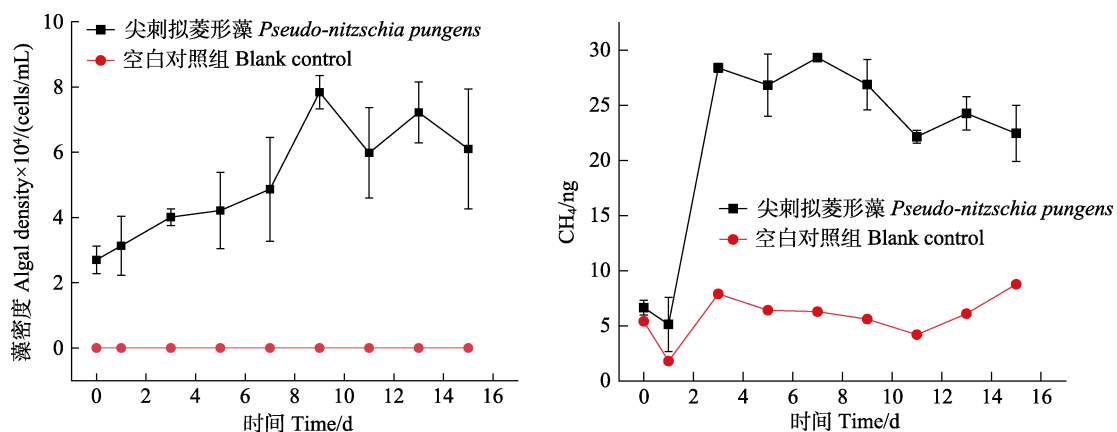 10
8
6
4
2
0
藻密度 Algal density×10⁴/(cells/mL)
尖刺拟菱形藻 Pseudo-nitzschia pungens
空白对照组 Blank control
0 2 4 6 8 10 12 14 16
时间 Time/d
30
25
20
15
10
5
0
CH₄/ng
尖刺拟菱形藻 Pseudo-nitzschia pungens
空白对照组 Blank control
0 2 4 6 8 10 12 14 16
时间 Time/d